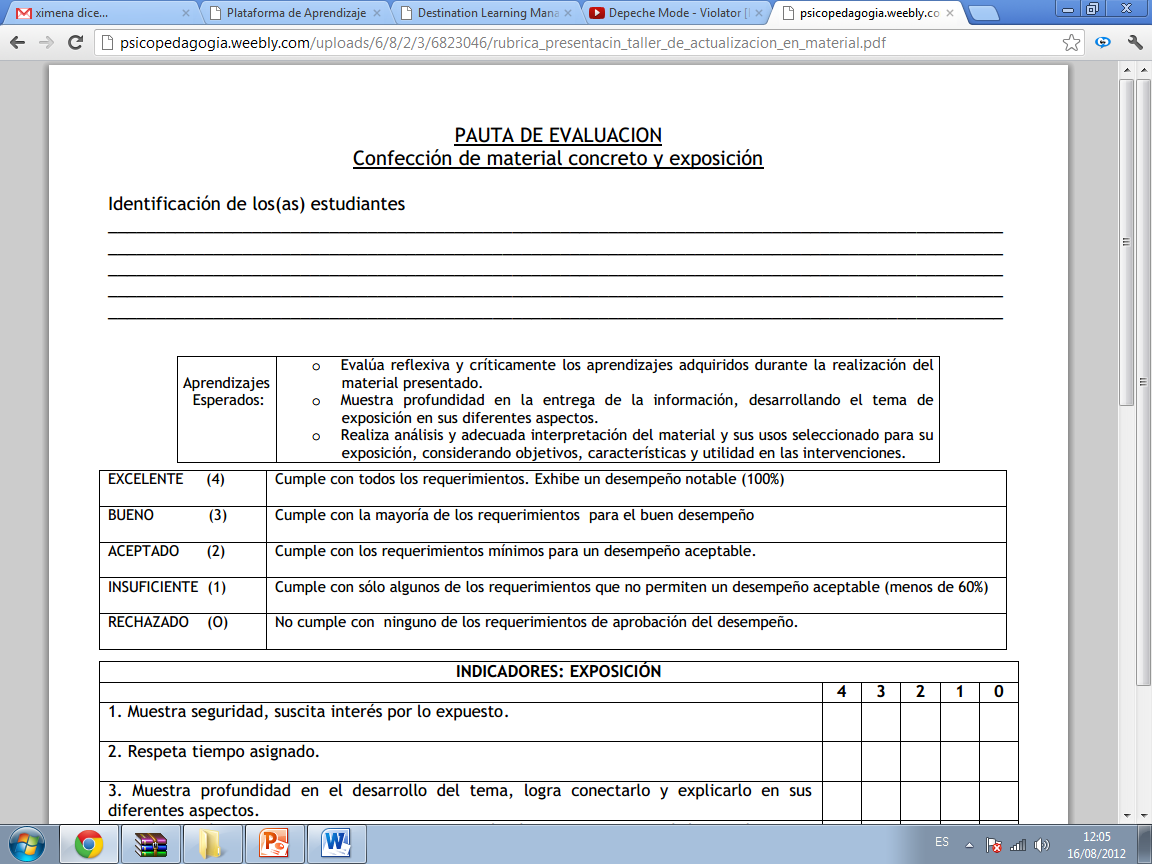 ximena dice...
Plataforma de Aprendizaje
Destination Learning Mana
Depeche Mode - Violator [
psicopedagogia.weebly.co
psicopedagogia.weebly.com/uploads/6/8/2/3/6823046/rubrica_presentacin_taller_de_actualizacion_en_material.pdf
PAUTA DE EVALUACION
Confección de material concreto y exposición
Identificación de los(as) estudiantes
Aprendizajes
Esperados:
o Evalúa reflexiva y críticamente los aprendizajes adquiridos durante la realización del
material presentado.
o Muestra profundidad en la entrega de la información, desarrollando el tema de
exposición en sus diferentes aspectos.
o Realiza análisis y adecuada interpretación del material y sus usos seleccionado para su
exposición, considerando objetivos, características y utilidad en las intervenciones.
EXCELENTE (4) Cumple con todos los requerimientos. Exhibe un desempeño notable (100%)
BUENO (3) Cumple con la mayoría de los requerimientos para el buen desempeño
ACEPTADO (2) Cumple con los requerimientos mínimos para un desempeño aceptable.
INSUFICIENTE (1) Cumple con sólo algunos de los requerimientos que no permiten un desempeño aceptable (menos de 60%)
RECHAZADO (O) No cumple con ninguno de los requerimientos de aprobación del desempeño.
INDICADORES: EXPOSICIÓN
4 3 2 1 0
1. Muestra seguridad, suscita interés por lo expuesto.
2. Respeta tiempo asignado.
3. Muestra profundidad en el desarrollo del tema, logra conectarlo y explicarlo en sus
diferentes aspectos.
ES
12:05
16/08/2012